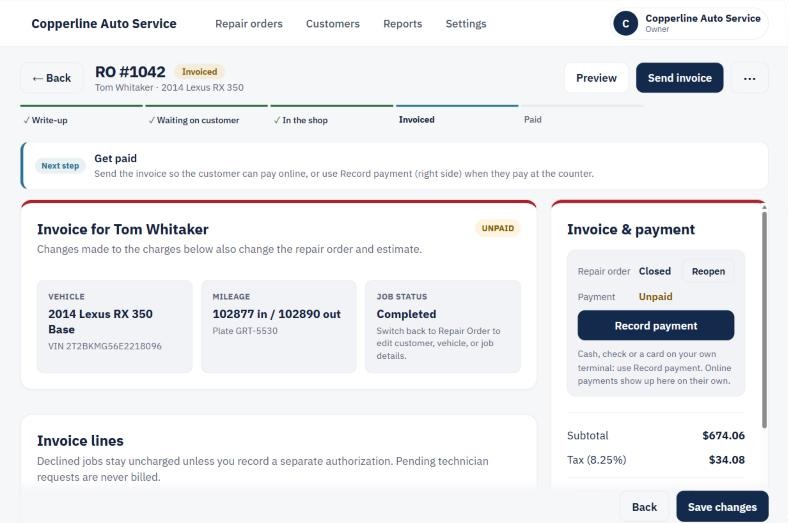 Copperline Auto Service
Repair orders
Customers
Reports
Settings
C
Copperline Auto Service
Owner
← Back
RO #1042
Invoiced
Tom Whitaker · 2014 Lexus RX 350
Preview
Send invoice
...
✓ Write-up
✓ Waiting on customer
✓ In the shop
Invoiced
Paid
Next step
Get paid
Send the invoice so the customer can pay online, or use Record payment (right side) when they pay at the counter.
Invoice for Tom Whitaker
UNPAID
Changes made to the charges below also change the repair order and estimate.
VEHICLE
2014 Lexus RX 350
Base
VIN 2T2BKMG56E2218096
MILEAGE
102877 in / 102890 out
Plate GRT-5530
JOB STATUS
Completed
Switch back to Repair Order to
edit customer, vehicle, or job
details.
Invoice lines
Declined jobs stay uncharged unless you record a separate authorization. Pending technician
requests are never billed.
Invoice & payment
Repair order Closed
Reopen
Payment Unpaid
Record payment
Cash, check or a card on your own
terminal: use Record payment. Online
payments show up here on their own.
Subtotal $674.06
Tax (8.25%) $34.08
Back
Save changes